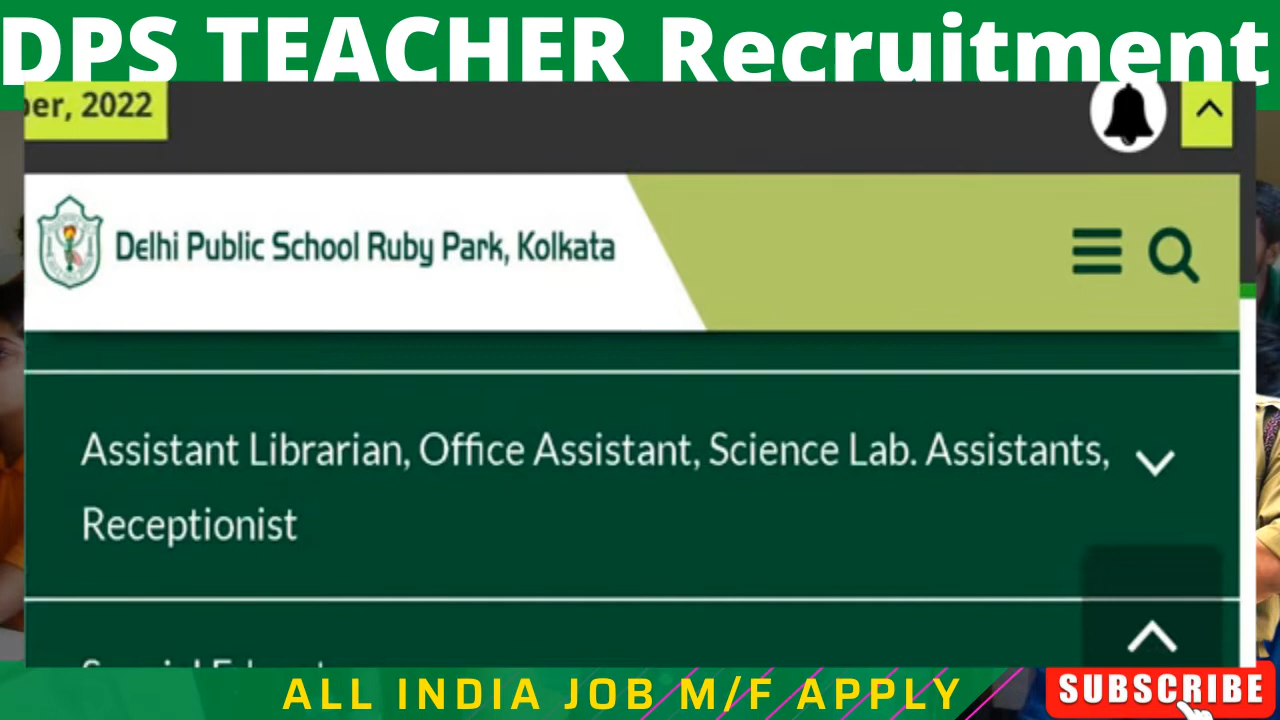 DPS TEACHER Recruitment
er, 2022
Delhi Public School Ruby Park, Kolkata
Assistant Librarian, Office Assistant, Science Lab. Assistants,
Receptionist
ALL INDIA JOB M/F APPLY
SUBSCRIBE